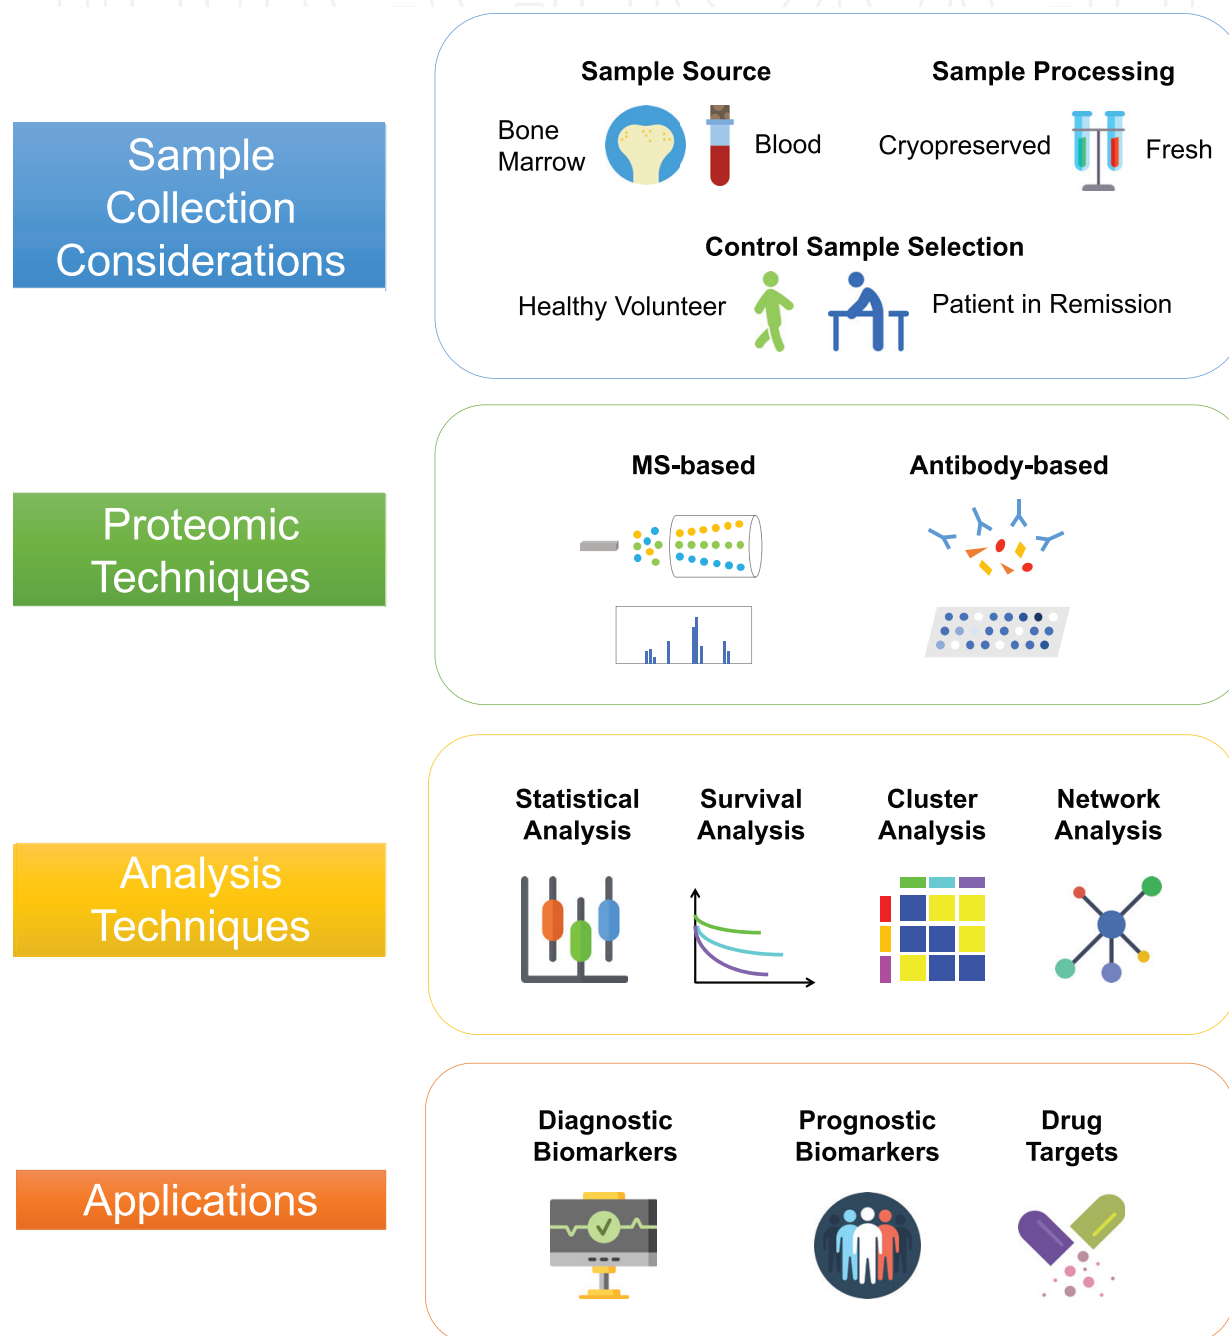 Sample
Collection
Considerations
Sample Source
Sample Processing
Bone
Marrow
Blood
Cryopreserved
Fresh
Control Sample Selection
Healthy Volunteer
Patient in Remission
Proteomic
Techniques
MS-based
Antibody-based
Analysis
Techniques
Statistical
Analysis
Survival
Analysis
Cluster
Analysis
Network
Analysis
Applications
Diagnostic
Biomarkers
Prognostic
Biomarkers
Drug
Targets